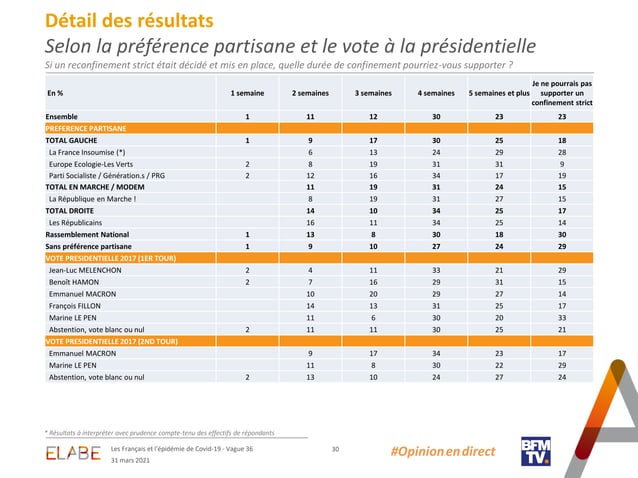 Détail des résultats
Selon la préférence partisane et le vote à la présidentielle
Si un reconfinement strict était décidé et mis en place, quelle durée de confinement pourriez-vous supporter ?
En % 1 semaine 2 semaines 3 semaines 4 semaines 5 semaines et plus Je ne pourrais pas supporter un confinement strict
Ensemble 1 11 12 30 23 23
PREFERENCE PARTISANE
TOTAL GAUCHE 1 9 17 30 25 18
La France Insoumise (*) 6 13 24 29 28
Europe Ecologie-Les Verts 2 8 19 31 31 9
Parti Socialiste / Génération.s / PRG 2 12 16 34 17 19
TOTAL EN MARCHE / MODEM 11 19 31 24 15
La République en Marche ! 8 19 31 27 15
TOTAL DROITE 14 10 34 25 17
Les Républicains 16 11 34 25 14
Rassemblement National 1 13 8 30 18 30
Sans préférence partisane 1 9 10 27 24 29
VOTE PRESIDENTIELLE 2017 (1ER TOUR)
Jean-Luc MELENCHON 2 4 11 33 21 29
Benoît HAMON 2 7 16 29 31 15
Emmanuel MACRON 10 20 29 27 14
François FILLON 14 13 31 25 17
Marine LE PEN 11 6 30 20 33
Abstention, vote blanc ou nul 2 11 11 30 25 21
VOTE PRESIDENTIELLE 2017 (2ND TOUR)
Emmanuel MACRON 9 17 34 23 17
Marine LE PEN 11 8 30 22 29
Abstention, vote blanc ou nul 2 13 10 24 27 24
* Résultats à interpréter avec prudence compte-tenu des effectifs de répondants
ELABE
Les Français et l'épidémie de Covid-19 - Vague 36
31 mars 2021
30
#Opinionendirect
BFM
TV.